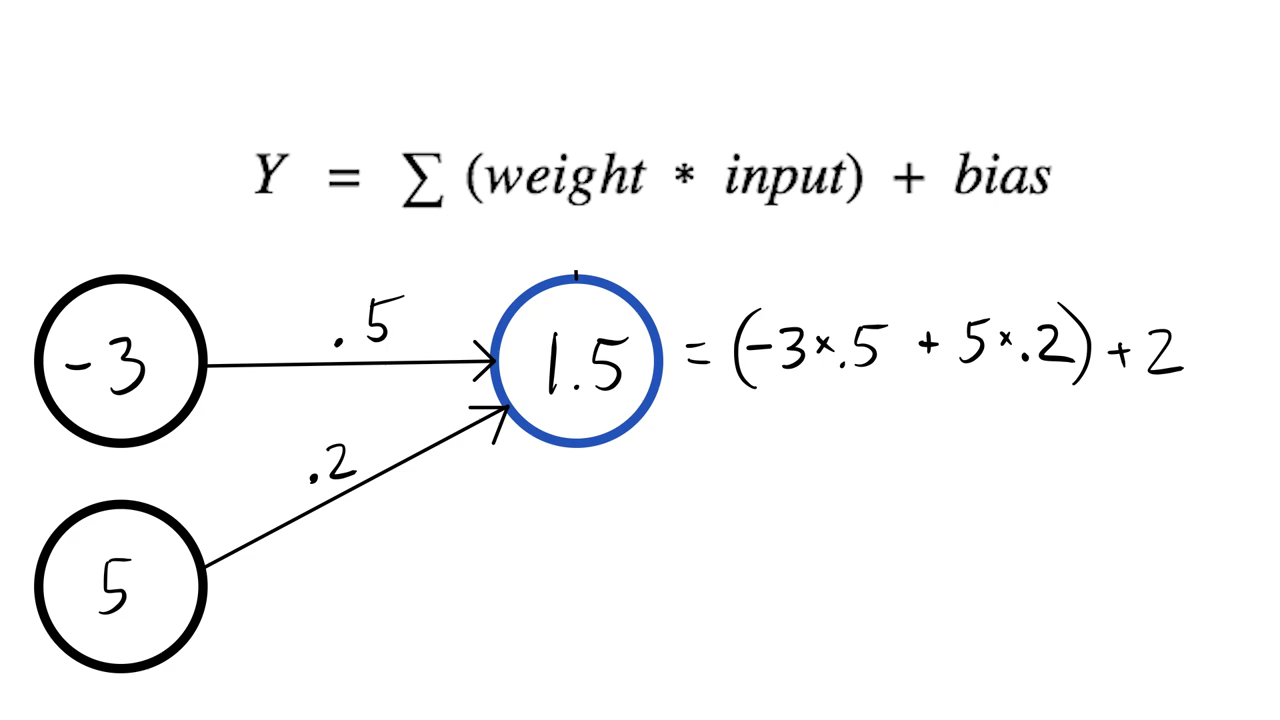 Y = ∑ (weight * input) + bias
-3
.5
1.5 = (-3×.5 + 5×.2) + 2
.2
5